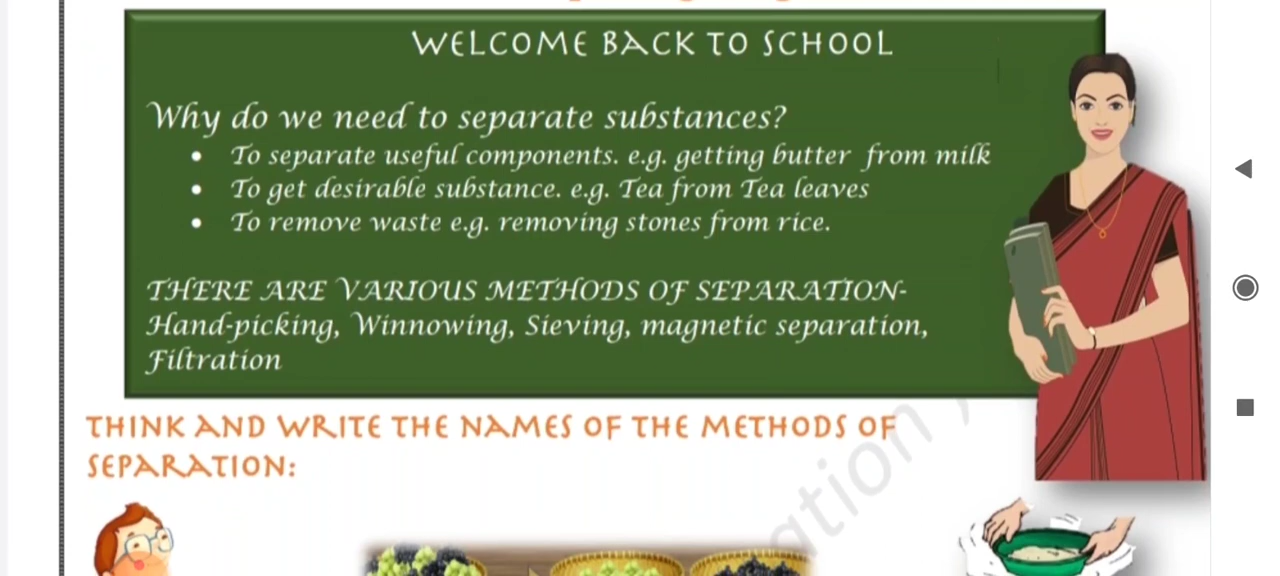 WELCOME BACK TO SCHOOL
Why do we need to separate substances?
• To separate useful components. e.g. getting butter from milk
• To get desirable substance. e.g. Tea from Tea leaves
• To remove waste e.g. removing stones from rice.
THERE ARE VARIOUS METHODS OF SEPARATION-
Hand-picking, Winnowing, Sieving, magnetic separation,
Filtration
THINK AND WRITE THE NAMES OF THE METHODS OF
SEPARATION: